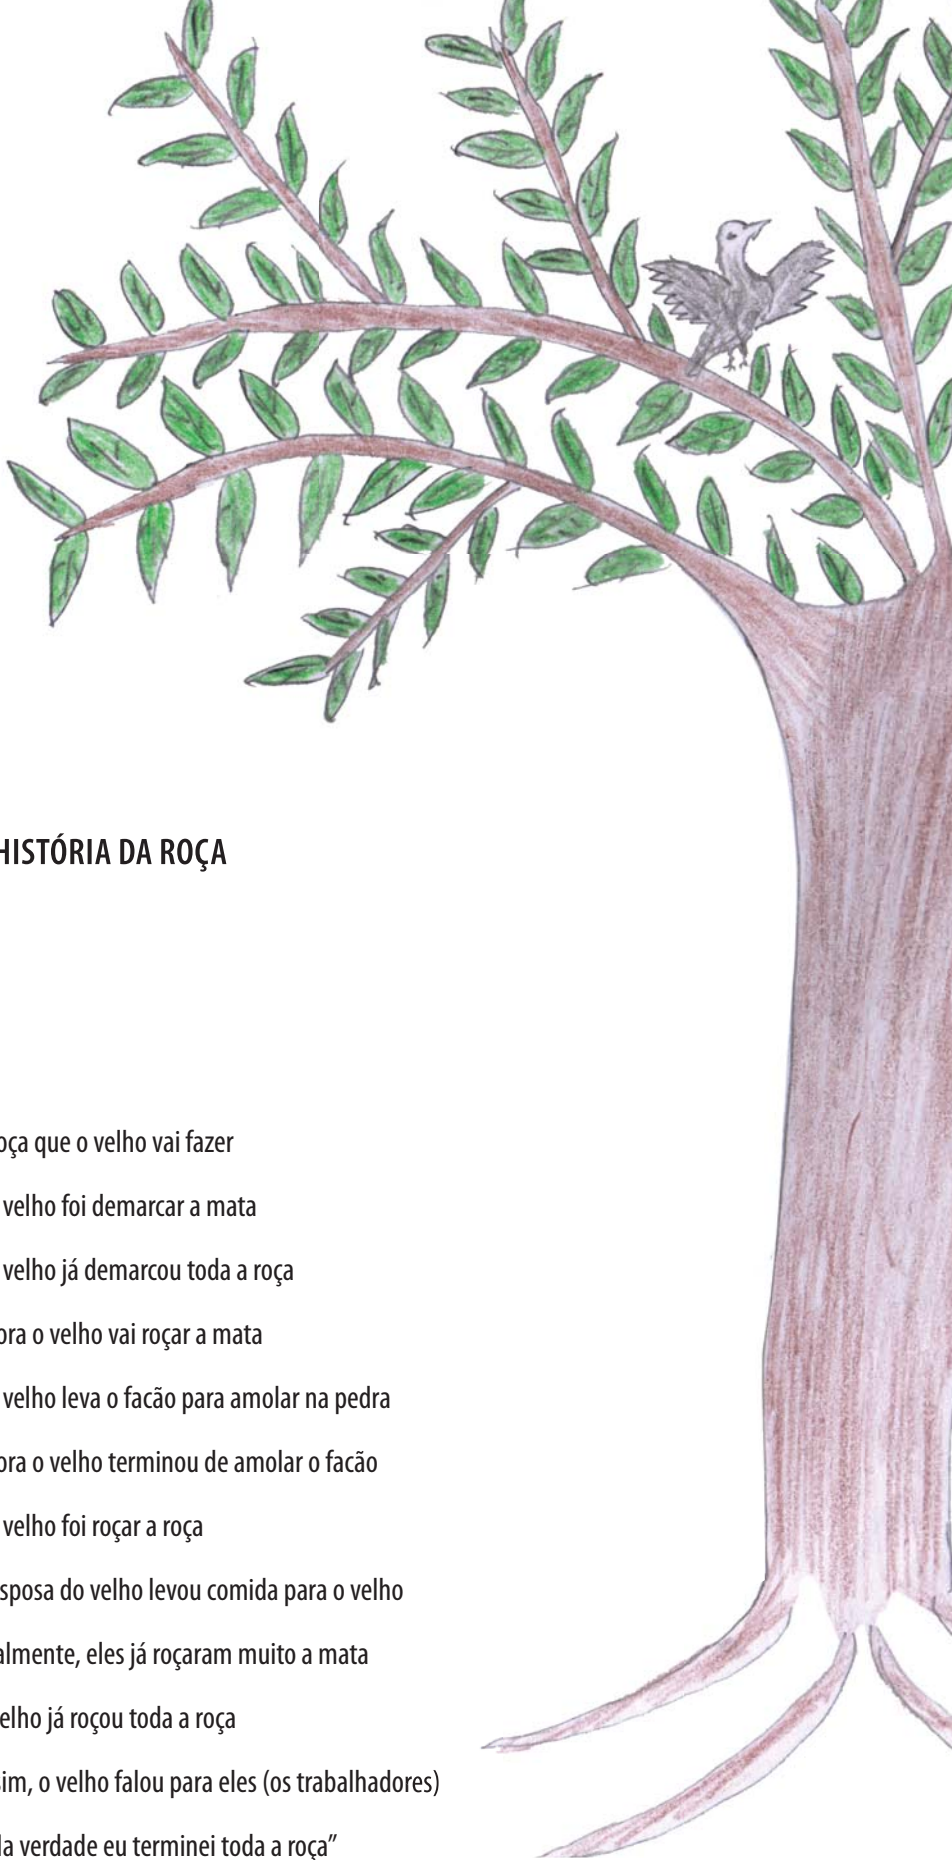 HISTÓRIA DA ROÇA
que o velho vai fazer
velho foi demarcar a mata
velho já demarcou toda a roça
o velho vai roçar a mata
velho leva o facão para amolar na pedra
o velho terminou de amolar o facão
velho foi roçar a roça
do velho levou comida para o velho
eles já roçaram muito a mata
já roçou toda a roça
o velho falou para eles (os trabalhadores)
verdade eu terminei toda a roça”